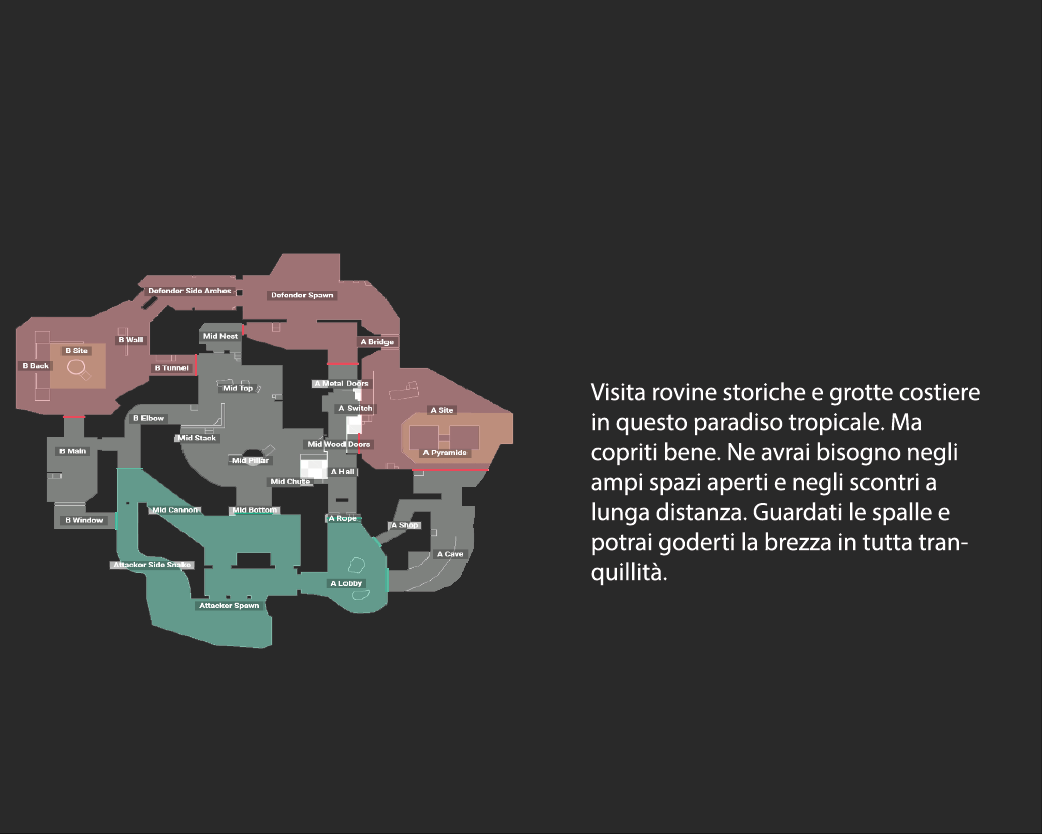 Defender Side Arches
Defender Spawn
B Wall
Mid Nest
A Bridge
B Site
B Back
B Tunnel
Mid Top
A Metal Doors
A Switch
A Site
B Elbow
Mid Stack
Mid Wood Doors
B Main
A Pyramids
Mid Pillar
A Hall
Mid Chute
Mid Cannon
Mid Bottom
B Window
A Rope
A Shop
A Cave
Attacker Side Snake
A Lobby
Attacker Spawn
Visita rovine storiche e grotte costiere
in questo paradiso tropicale. Ma
copriti bene. Ne avrai bisogno negli
ampi spazi aperti e negli scontri a
lunga distanza. Guardati le spalle e
potrai goderti la brezza in tutta tran-
quillità.